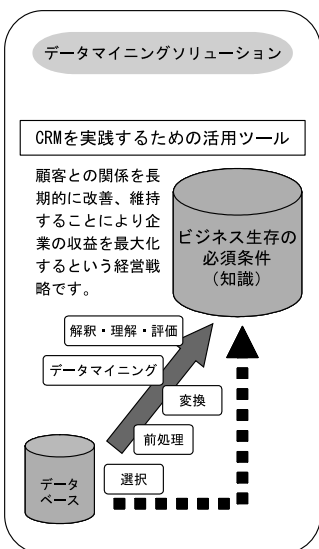 データマイニングソリューション
CRMを実践するための活用ツール
顧客との関係を長
期的に改善、維持
することにより企
業の収益を最大化
するという経営戦
略です。
ビジネス生存の
必須条件
（知識）
解釈・理解・評価
データマイニング
変換
前処理
選択
データ
ベース